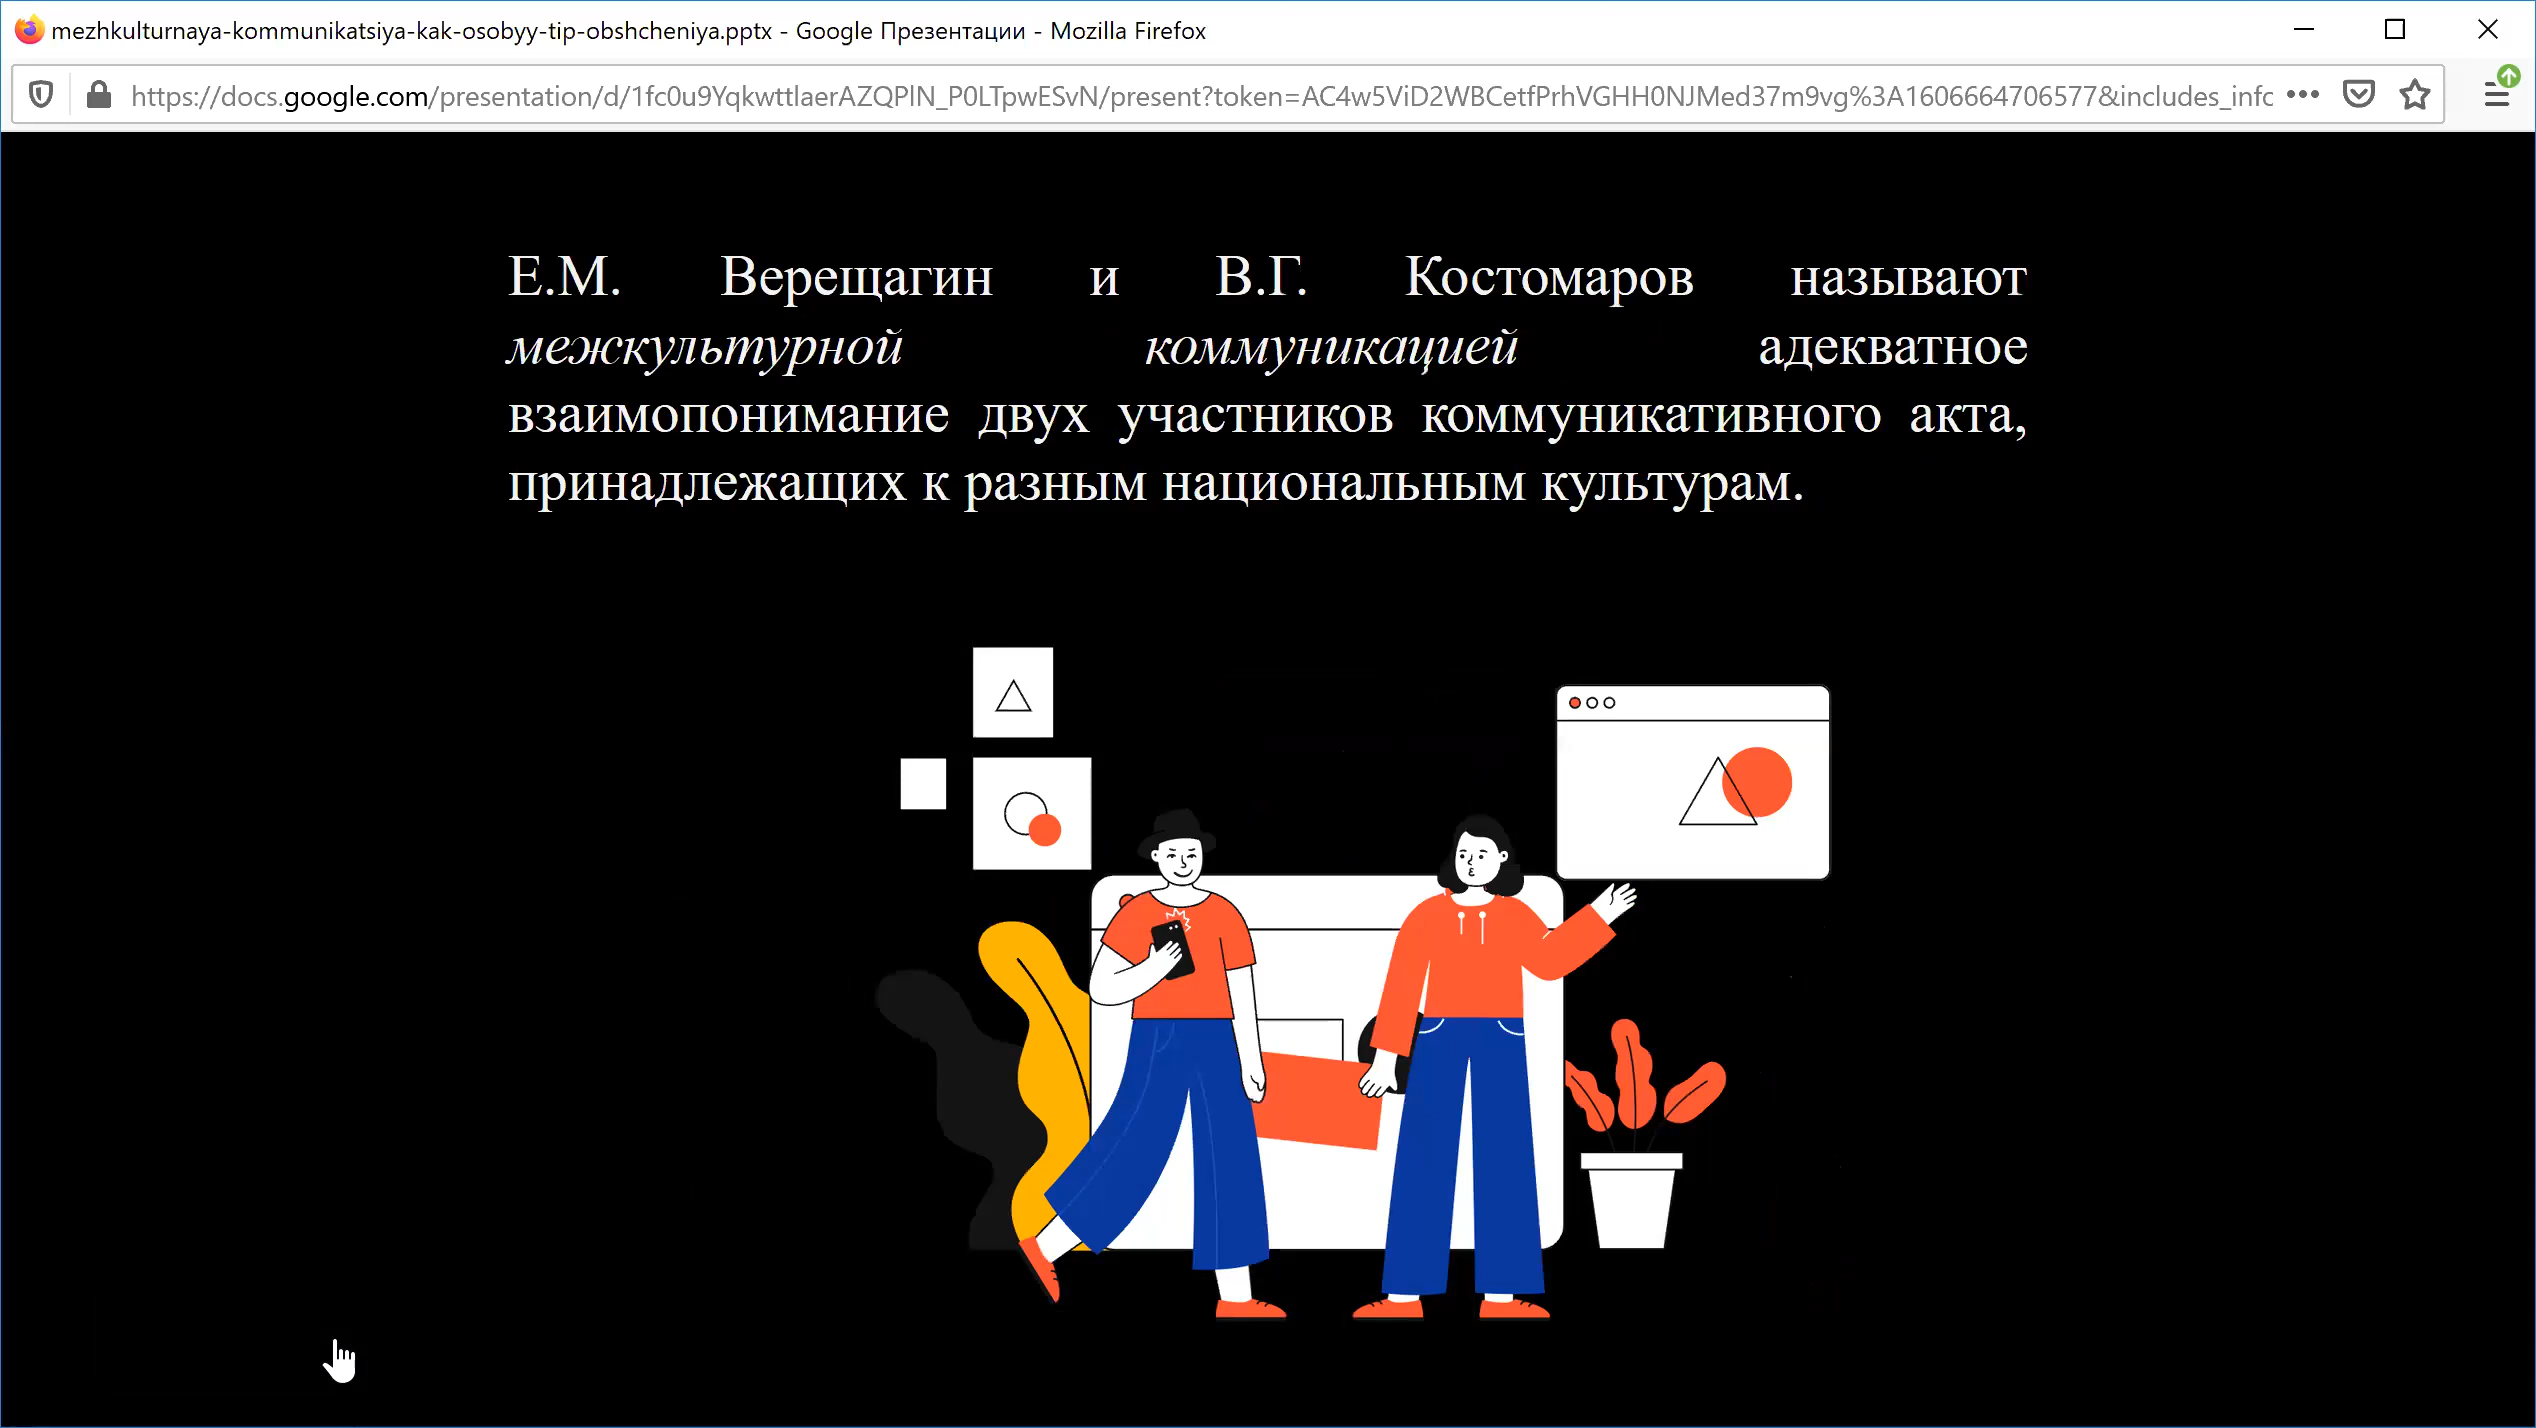 mezhkulturnaya-kommunikatsiya-kak-osobyy-tip-obshcheniya.pptx - Google Презентации - Mozilla Firefox
https://docs.google.com/presentation/d/1fc0u9YqkwttlaerAZQPlN_P0LTpwESvN/present?token=AC4w5ViD2WBCetfPrhVGHH0NJMed37m9vg%3A1606664706577&includes_infc
Е.М. Верещагин и В.Г. Костомаров называют
межкультурной коммуникацией адекватное
взаимопонимание двух участников коммуникативного акта,
принадлежащих к разным национальным культурам.